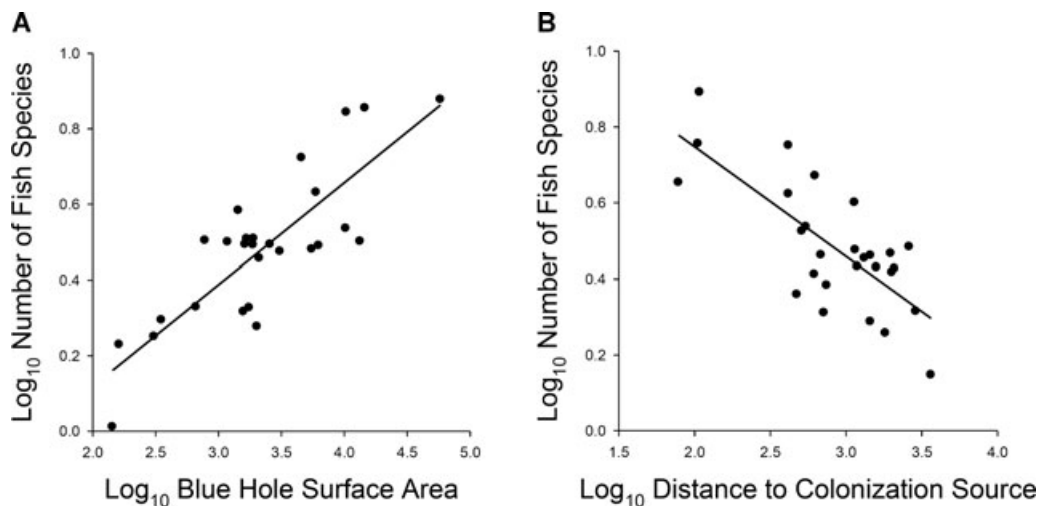 A
Log10 Number of Fish Species
1.0
0.8
0.6
0.4
0.2
0.0
2.0 2.5 3.0 3.5 4.0 4.5 5.0
Log10 Blue Hole Surface Area
B
Log10 Number of Fish Species
1.0
0.8
0.6
0.4
0.2
0.0
1.5 2.0 2.5 3.0 3.5 4.0
Log10 Distance to Colonization Source